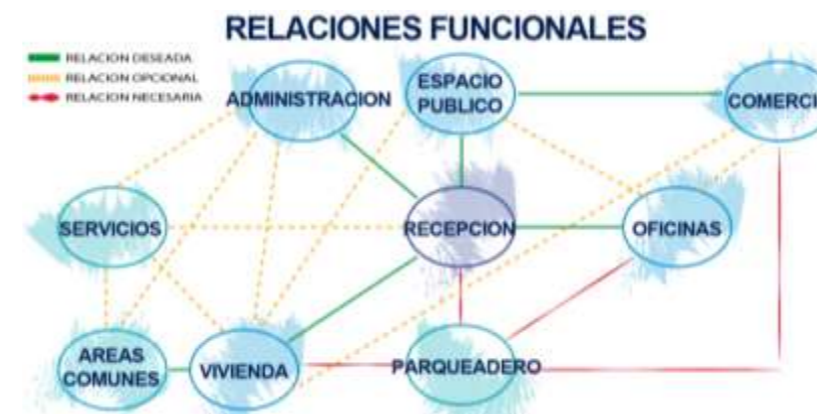 RELACIONES FUNCIONALES
RELACION DESEADA
RELACION OPCIONAL
RELACION NECESARIA
ADMINISTRACION
ESPACIO
PUBLICO
COMERCI
SERVICIOS
RECEPCION
OFICINAS
AREAS
COMUNES
VIVIENDA
PARQUEADERO